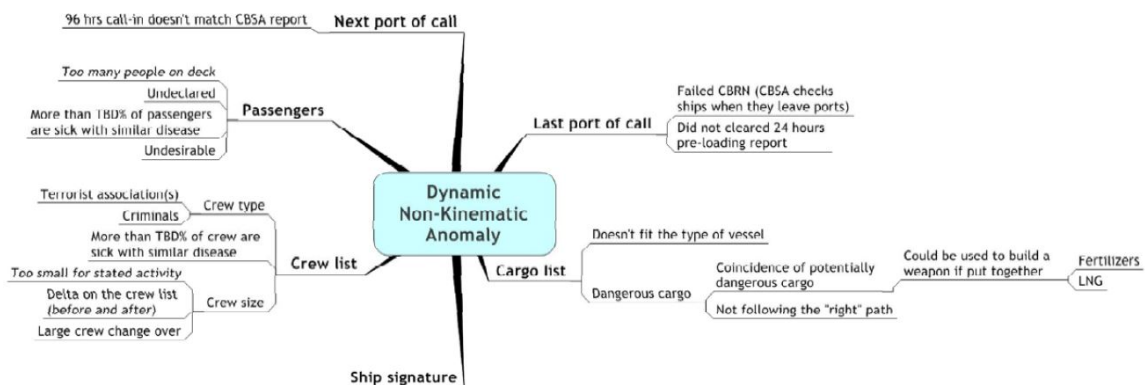 96 hrs call-in doesn't match CBSA report
Next port of call
Too many people on deck
Undeclared
More than TBD% of passengers
are sick with similar disease
Undesirable
Passengers
Failed CBRN (CBSA checks
ships when they leave ports)
Did not cleared 24 hours
pre-loading report
Last port of call
Dynamic
Non-Kinematic
Anomaly
Terrorist association(s)
Criminals
Crew type
More than TBD% of crew are
sick with similar disease
Crew list
Too small for stated activity
Delta on the crew list
(before and after)
Large crew change over
Crew size
Cargo list
Doesn't fit the type of vessel
Dangerous cargo
Coincidence of potentially
dangerous cargo
Could be used to build a
weapon if put together
Fertilizers
LNG
Not following the "right" path
Ship signature